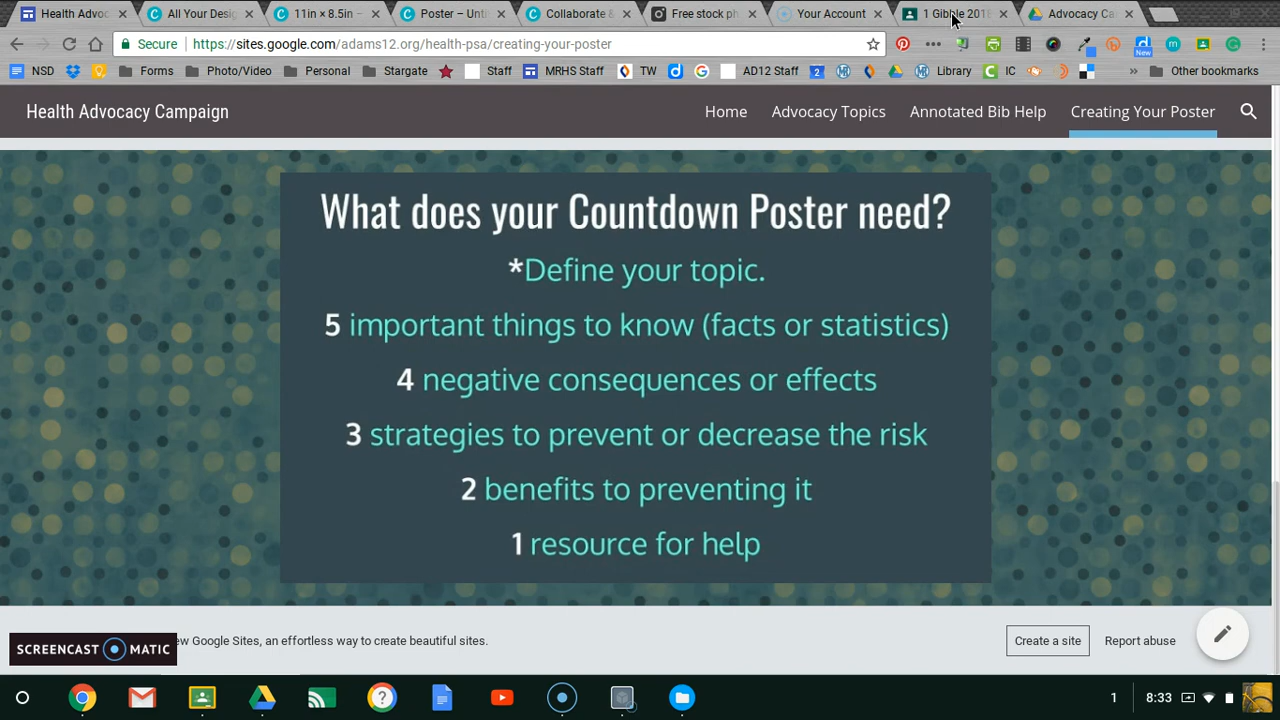 Health Advoc
All Your Desig
11in × 8.5in –
Poster – Unti
Collaborate &
Free stock ph
Your Account
1 Gibble 201
Advocacy Ca
Secure
https://sites.google.com/adams12.org/health-psa/creating-your-poster
New
NSD
Forms
Photo/Video
Personal
Stargate
Staff
MRHS Staff
TW
AD12 Staff
Library
IC
Other bookmarks
Health Advocacy Campaign
Home
Advocacy Topics
Annotated Bib Help
Creating Your Poster
What does your Countdown Poster need?
*Define your topic.
5 important things to know (facts or statistics)
4 negative consequences or effects
3 strategies to prevent or decrease the risk
2 benefits to preventing it
1 resource for help
ew Google Sites, an effortless way to create beautiful sites.
Create a site
Report abuse
SCREENCAST MATIC
1
8:33